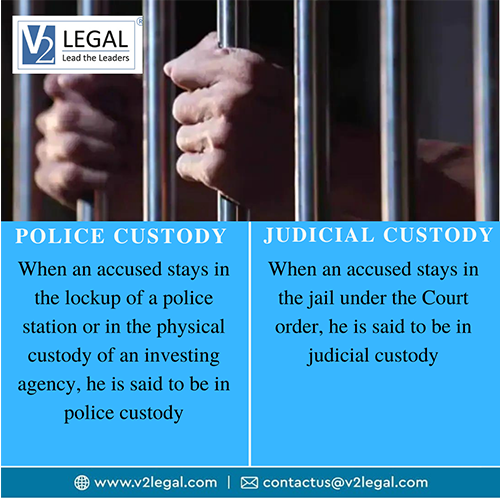 V2 LEGAL ®
Lead the Leaders
POLICE CUSTODY
When an accused stays in
the lockup of a police
station or in the physical
custody of an investing
agency, he is said to be in
police custody
JUDICIAL CUSTODY
When an accused stays in
the jail under the Court
order, he is said to be in
judicial custody
www.v2legal.com | contactus@v2legal.com